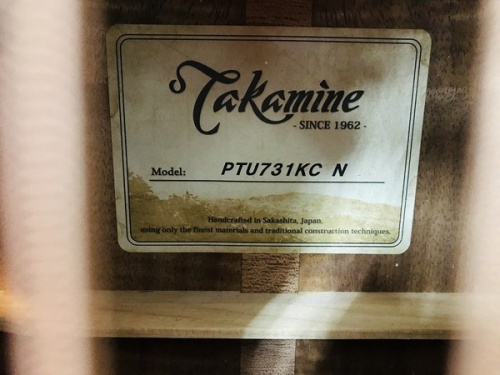 Takamine
- SINCE 1962 -
Model: PTU731KC N
Handcrafted in Sakashita, Japan.
using only the finest materials and traditional construction techniques.